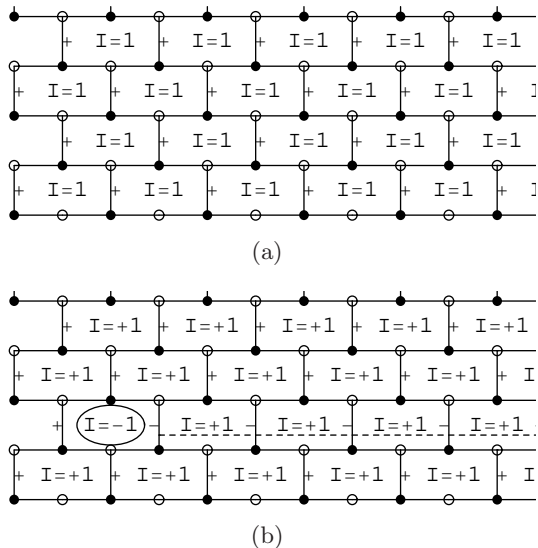 + I=1 + I=1 + I=1 + I=1 + I=1
+ I=1 + I=1 + I=1 + I=1 + I=1 + I
+ I=1 + I=1 + I=1 + I=1 + I=1
+ I=1 + I=1 + I=1 + I=1 + I=1 + I
(a)
+ I=+1 + I=+1 + I=+1 + I=+1 + I=+1
+ I=+1 + I=+1 + I=+1 + I=+1 + I=+1 + I
+ I=−1 − I=+1 − I=+1 − I=+1 − I=+1
+ I=+1 + I=+1 + I=+1 + I=+1 + I=+1 + I
(b)